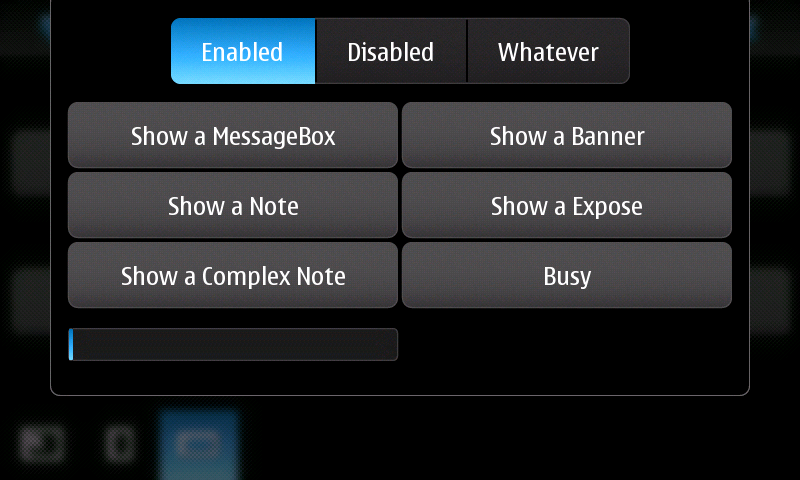 Enabled
Disabled
Whatever
Show a MessageBox
Show a Banner
Show a Note
Show a Expose
Show a Complex Note
Busy